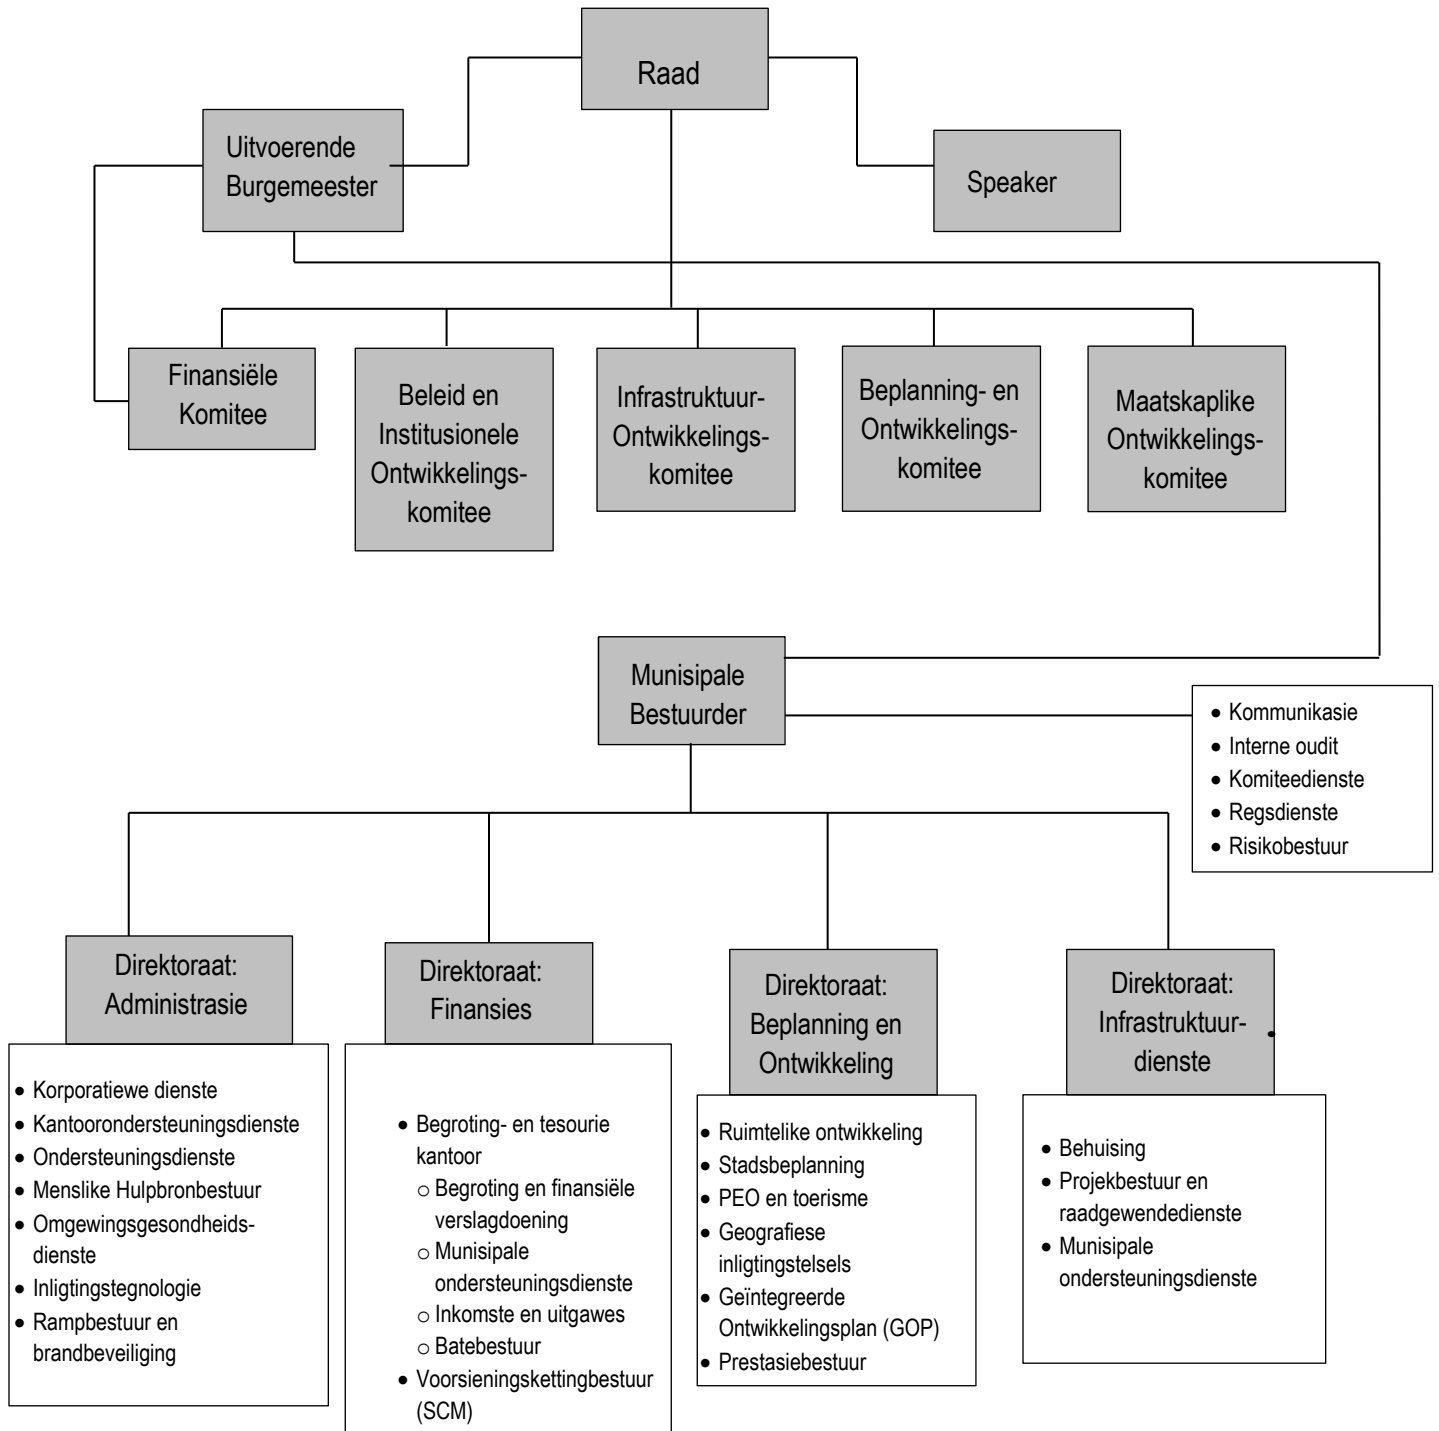 Raad
Uitvoerende
Burgemeester
Speaker
Finansiële
Komitee
Beleid en
Institusionele
Ontwikkelings-
komitee
Infrastruktuur-
Ontwikkelings-
komitee
Beplanning- en
Ontwikkelings-
komitee
Maatskaplike
Ontwikkelings-
komitee
Munisipale
Bestuurder
• Kommunikasie
• Interne oudit
• Komiteedienste
• Regsdienste
• Risikobestuur
Direktoraat:
Administrasie
• Korporatiewe dienste
• Kantoorondersteuningsdienste
• Ondersteuningsdienste
• Menslike Hulpbronbestuur
• Omgewingsgesondheids-
dienste
• Inligtingstegnologie
• Rampbestuur en
brandbeveiliging
Direktoraat:
Finansies
• Begroting- en tesourie
kantoor
o Begroting en finansiële
verslagdoening
o Munisipale
ondersteuningsdienste
o Inkomste en uitgawes
o Batebestuur
• Voorsieningskettingbestuur
(SCM)
Direktoraat:
Beplanning en
Ontwikkeling
• Ruimtelike ontwikkeling
• Stadsbeplanning
• PEO en toerisme
• Geografiese
inligtingstelsels
• Geïntegreerde
Ontwikkelingsplan (GOP)
• Prestasiebestuur
Direktoraat:
Infrastruktuur-
dienste
• Behuising
• Projekbestuur en
raadgewendedienste
• Munisipale
ondersteuningsdienste